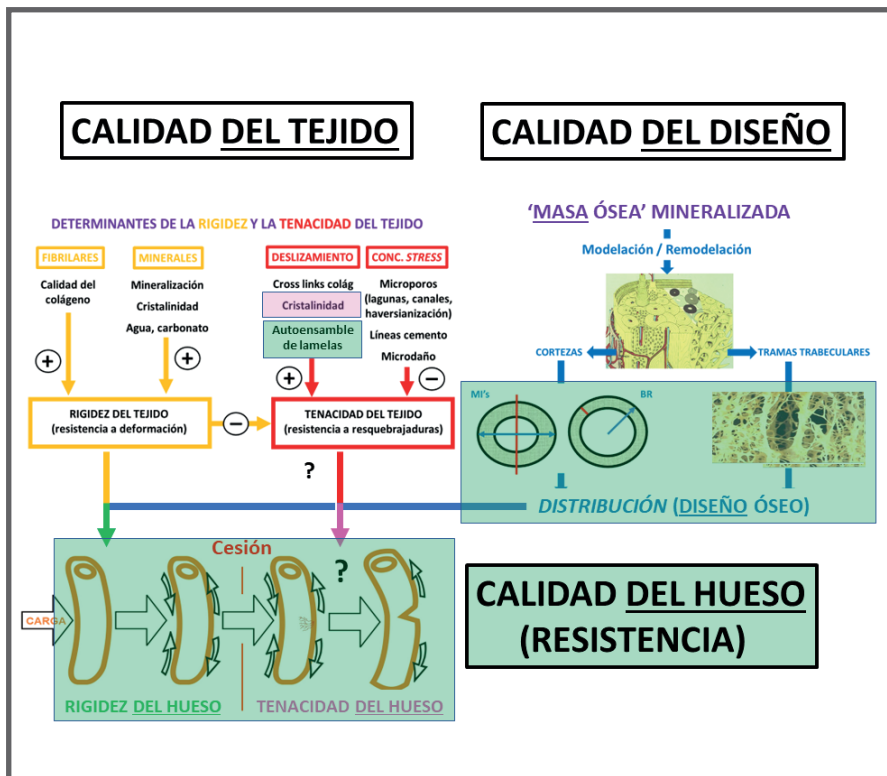 CALIDAD DEL TEJIDO
CALIDAD DEL DISEÑO
DETERMINANTES DE LA RIGIDEZ Y LA TENACIDAD DEL TEJIDO
FIBRILARES
Calidad del
colágeno
+
MINERALES
Mineralización
Cristalinidad
Agua, carbonato
+
DESLIZAMIENTO
Cross links colág
Cristalinidad
Autoensamble
de lamelas
+
CONC. STRESS
Microporos
(lagunas, canales,
haversianización)
Líneas cemento
Microdaño
−
RIGIDEZ DEL TEJIDO
(resistencia a deformación)
−
TENACIDAD DEL TEJIDO
(resistencia a resquebrajaduras)
?
'MASA ÓSEA' MINERALIZADA
Modelación / Remodelación
CORTEZAS
TRAMAS TRABECULARES
MI's
BR
DISTRIBUCIÓN (DISEÑO ÓSEO)
Cesión
?
CARGA
RIGIDEZ DEL HUESO
TENACIDAD DEL HUESO
CALIDAD DEL HUESO
(RESISTENCIA)